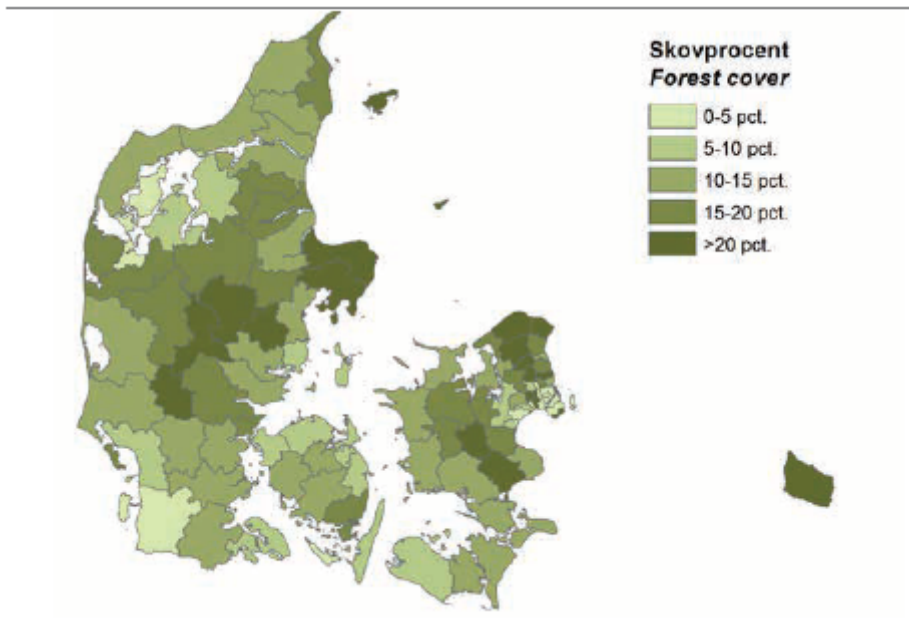 Skovprocent
Forest cover
0-5 pct.
5-10 pct.
10-15 pct.
15-20 pct.
>20 pct.